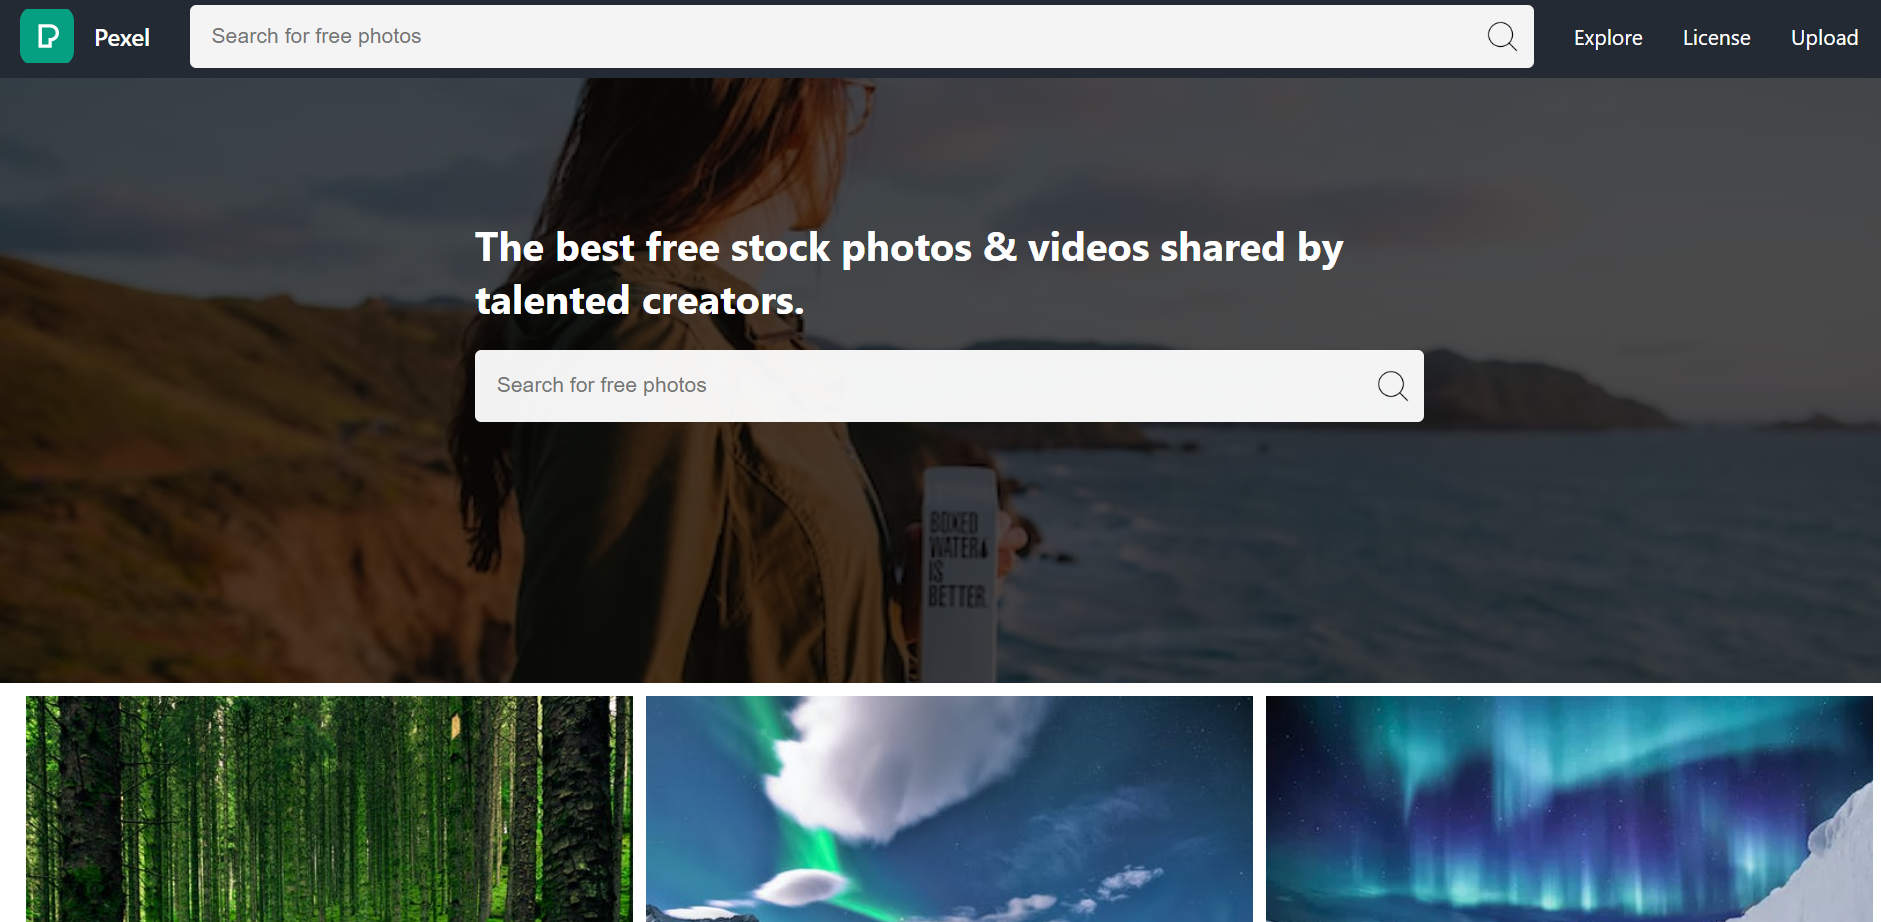 Pexel
Search for free photos
Explore
License
Upload
The best free stock photos & videos shared by
talented creators.
Search for free photos
BOXED
WATER
IS
BETTER.